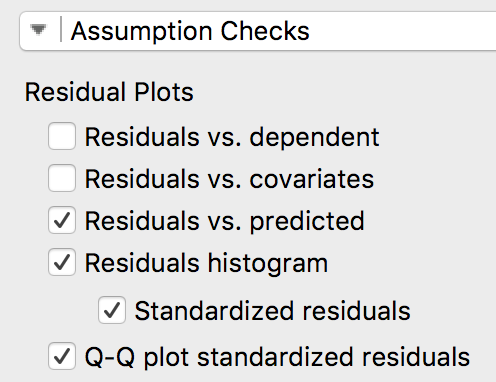 Assumption Checks
Residual Plots
Residuals vs. dependent
Residuals vs. covariates
Residuals vs. predicted
Residuals histogram
Standardized residuals
Q-Q plot standardized residuals